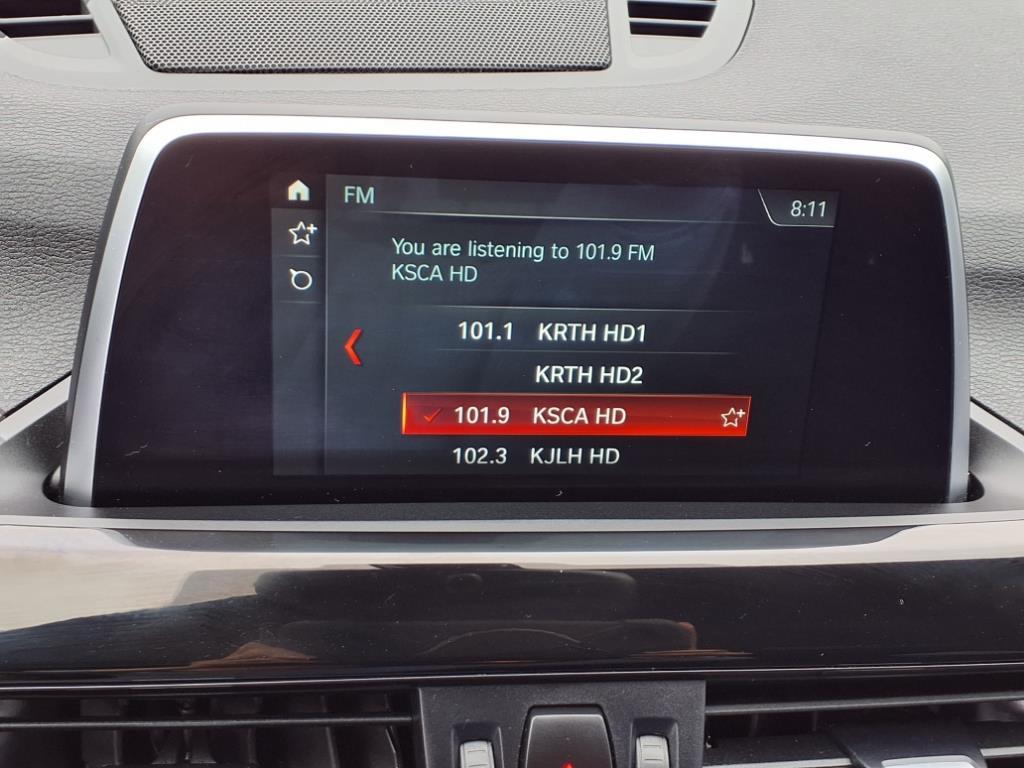 FM
8:11
You are listening to 101.9 FM
KSCA HD
101.1 KRTH HD1
KRTH HD2
101.9 KSCA HD
102.3 KJLH HD